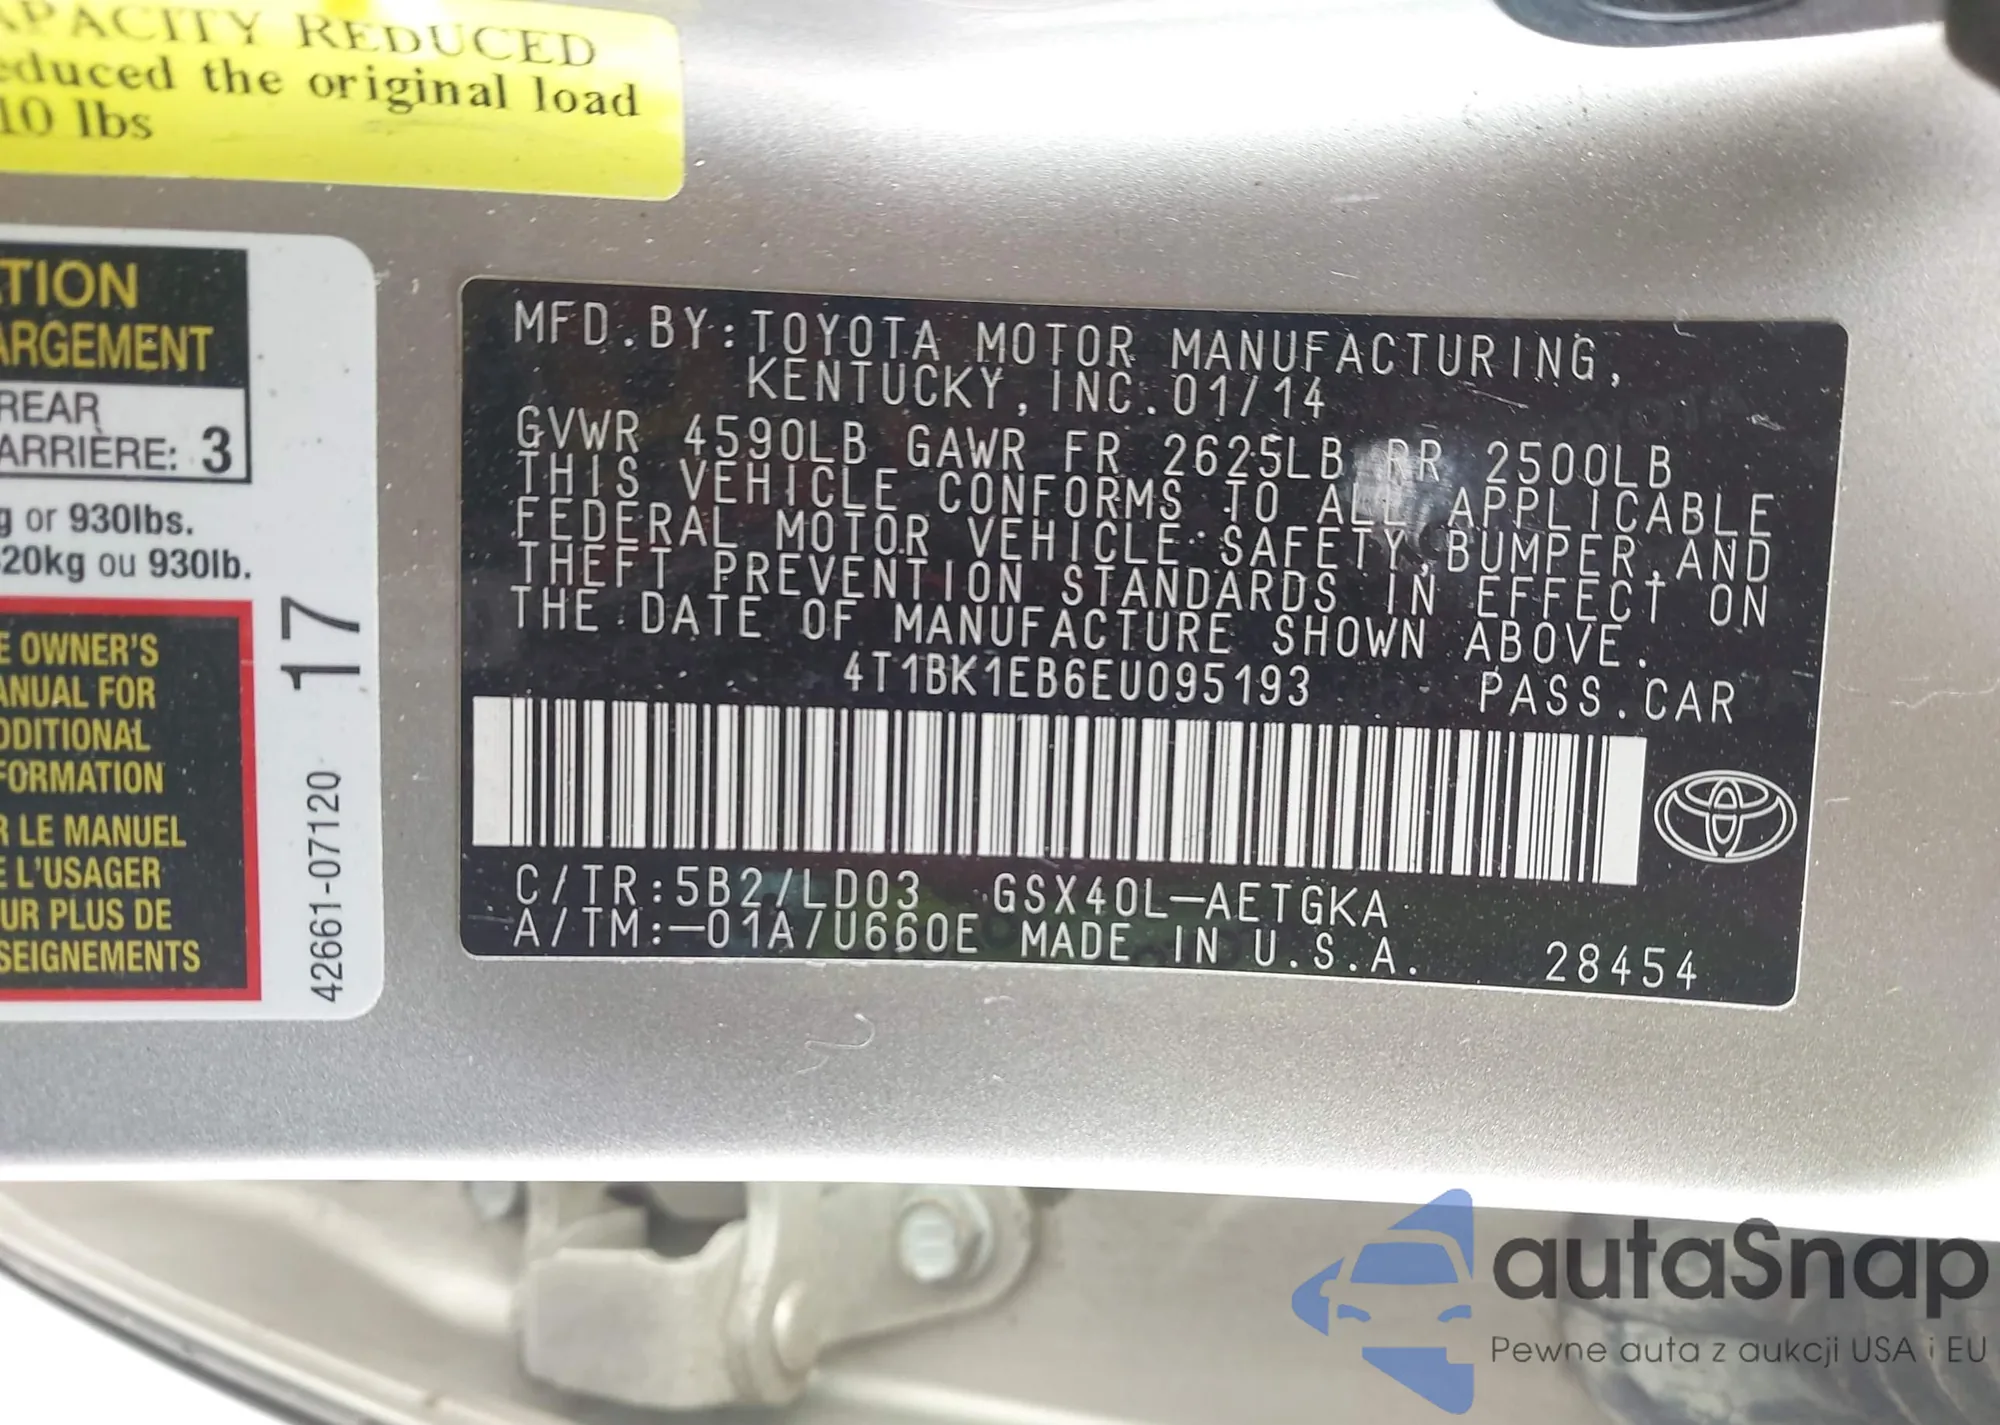 APACITY REDUCED
educed the original load
10 lbs
TION
ARGEMENT
REAR
ARRIÈRE: 3
g or 930lbs.
20kg ou 930lb.
E OWNER'S
ANUAL FOR
DDITIONAL
FORMATION
R LE MANUEL
E L'USAGER
UR PLUS DE
SEIGNEMENTS
17
42661-07120
MFD.BY:TOYOTA MOTOR MANUFACTURING,
KENTUCKY,INC.01/14
GVWR 4590LB GAWR FR 2625LB RR 2500LB
THIS VEHICLE CONFORMS TO ALL APPLICABLE
FEDERAL MOTOR VEHICLE SAFETY,BUMPER,AND
THEFT PREVENTION STANDARDS IN EFFECT ON
THE DATE OF MANUFACTURE SHOWN ABOVE.
4T1BK1EB6EU095193 PASS.CAR
C/TR:5B2/LD03 GSX40L-AETGKA
A/TM:-01A/U660E MADE IN U.S.A. 28454
autaSnap
Pewne auta z aukcji USA i EU